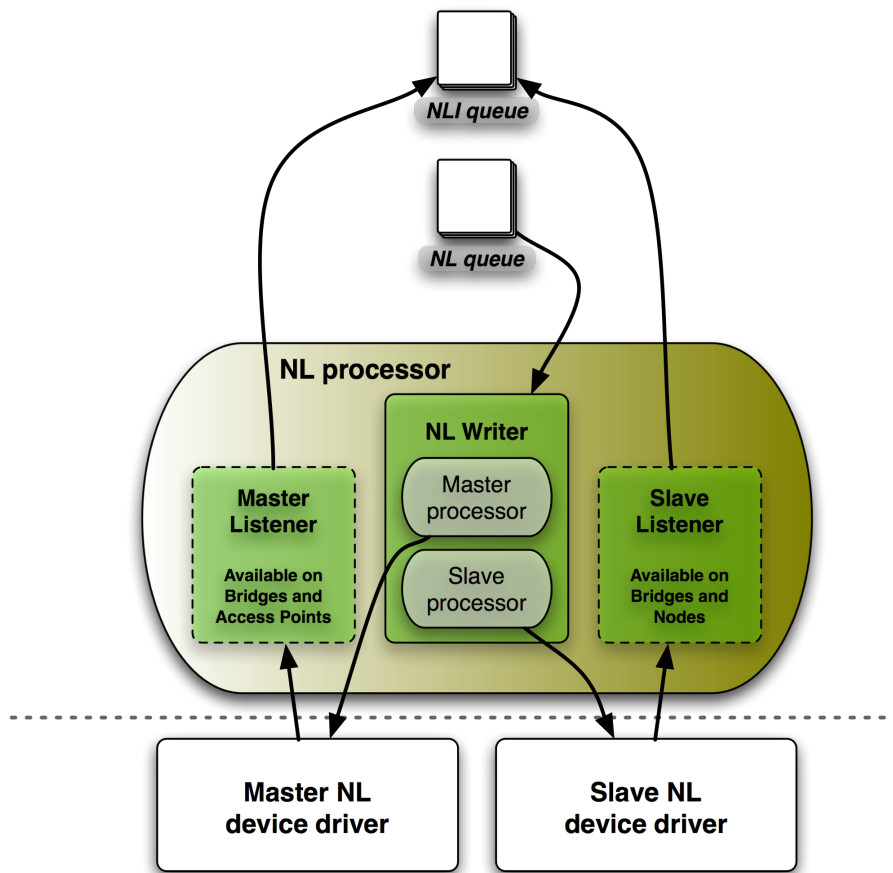 NLI queue
NL queue
NL processor
NL Writer
Master
Listener
Available on
Bridges and
Access Points
Master
processor
Slave
processor
Slave
Listener
Available on
Bridges and
Nodes
Master NL
device driver
Slave NL
device driver